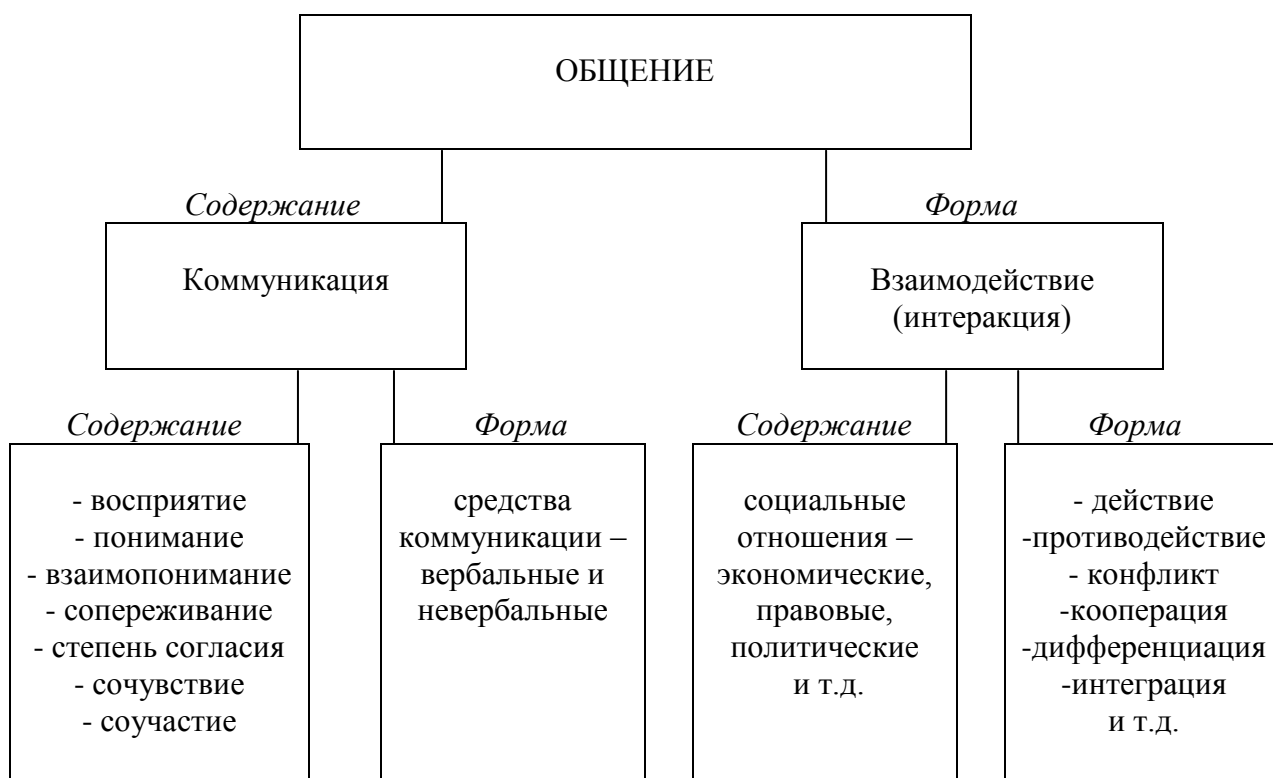 ОБЩЕНИЕ
Содержание
Форма
Коммуникация
Взаимодействие
(интеракция)
Содержание
Форма
Содержание
Форма
- восприятие
- понимание
- взаимопонимание
- сопереживание
- степень согласия
- сочувствие
- соучастие
средства
коммуникации –
вербальные и
невербальные
социальные
отношения –
экономические,
правовые,
политические
и т.д.
- действие
-противодействие
- конфликт
-кооперация
-дифференциация
-интеграция
и т.д.